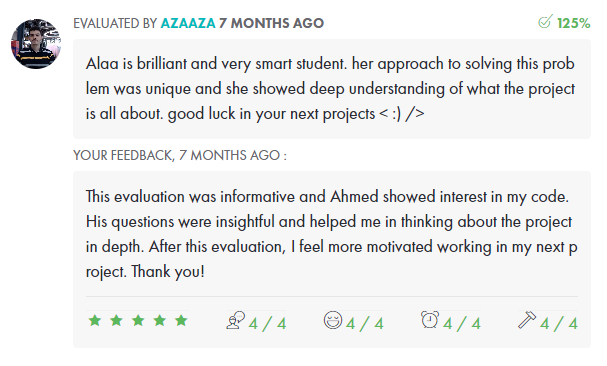 EVALUATED BY AZAAZA 7 MONTHS AGO 125%
Alaa is brilliant and very smart student. her approach to solving this prob
lem was unique and she showed deep understanding of what the project
is all about. good luck in your next projects < :) />
YOUR FEEDBACK, 7 MONTHS AGO :
This evaluation was informative and Ahmed showed interest in my code.
His questions were insightful and helped me in thinking about the project
in depth. After this evaluation, I feel more motivated working in my next p
roject. Thank you!
4 / 4 4 / 4 4 / 4 4 / 4